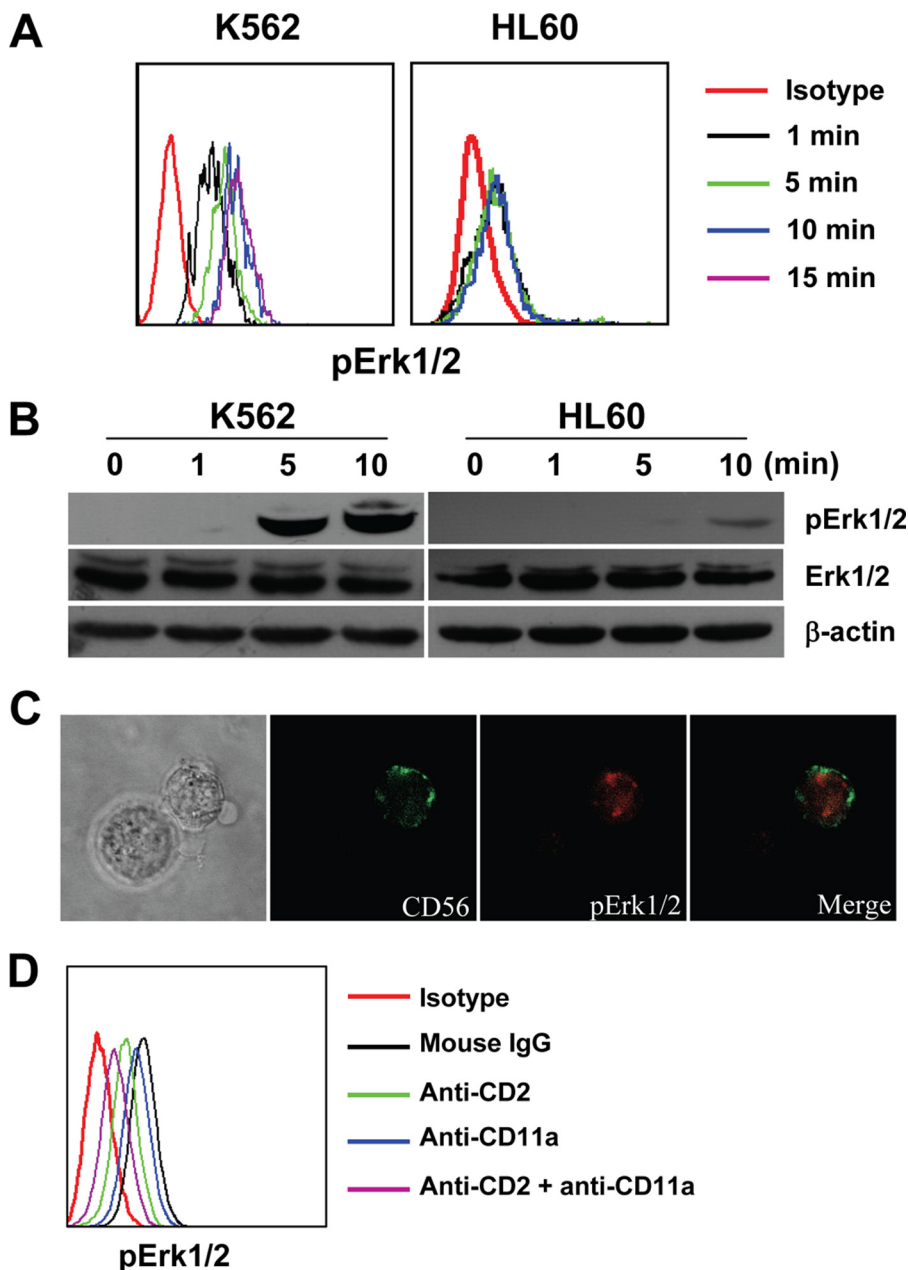 A
K562
HL60
Isotype
1 min
5 min
10 min
15 min
pErk1/2
B
K562
HL60
0 1 5 10 0 1 5 10 (min)
pErk1/2
Erk1/2
β-actin
C
CD56
pErk1/2
Merge
D
Isotype
Mouse IgG
Anti-CD2
Anti-CD11a
Anti-CD2 + anti-CD11a
pErk1/2